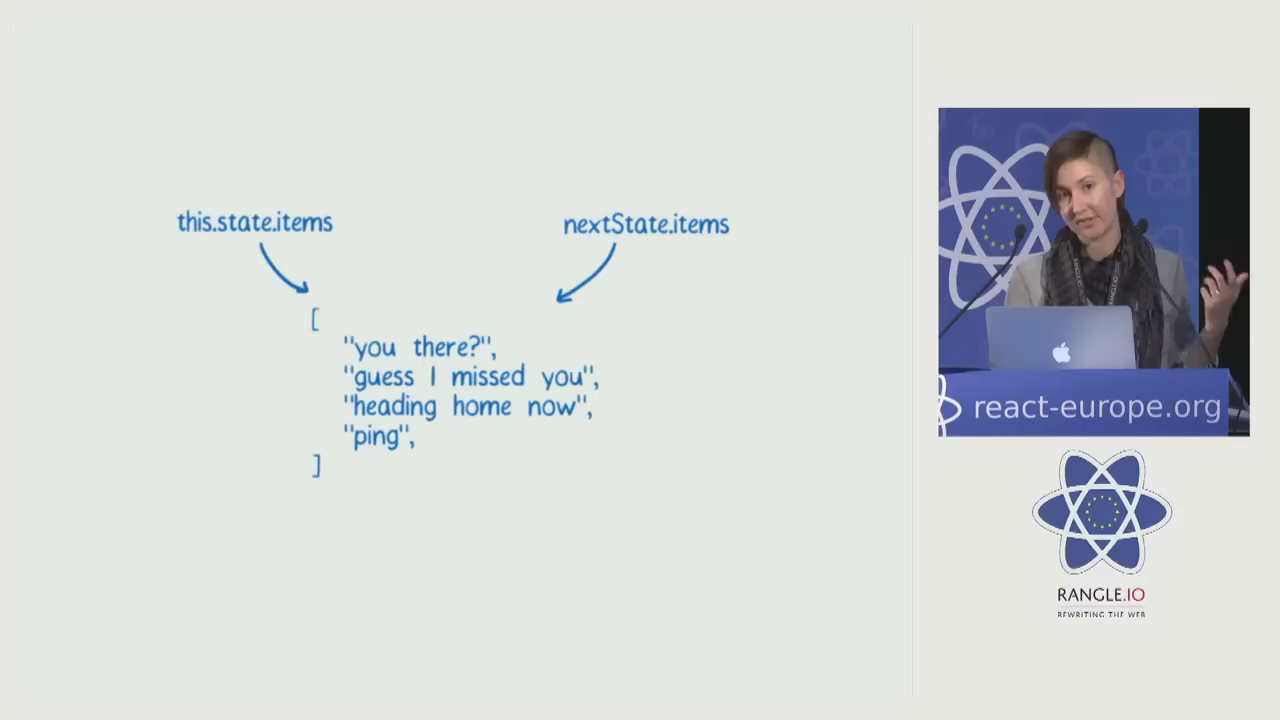 this.state.items
nextState.items
[
"you there?",
"guess I missed you",
"heading home now",
"ping",
]
react-europe.org
RANGLE.IO
REWRITING THE WEB